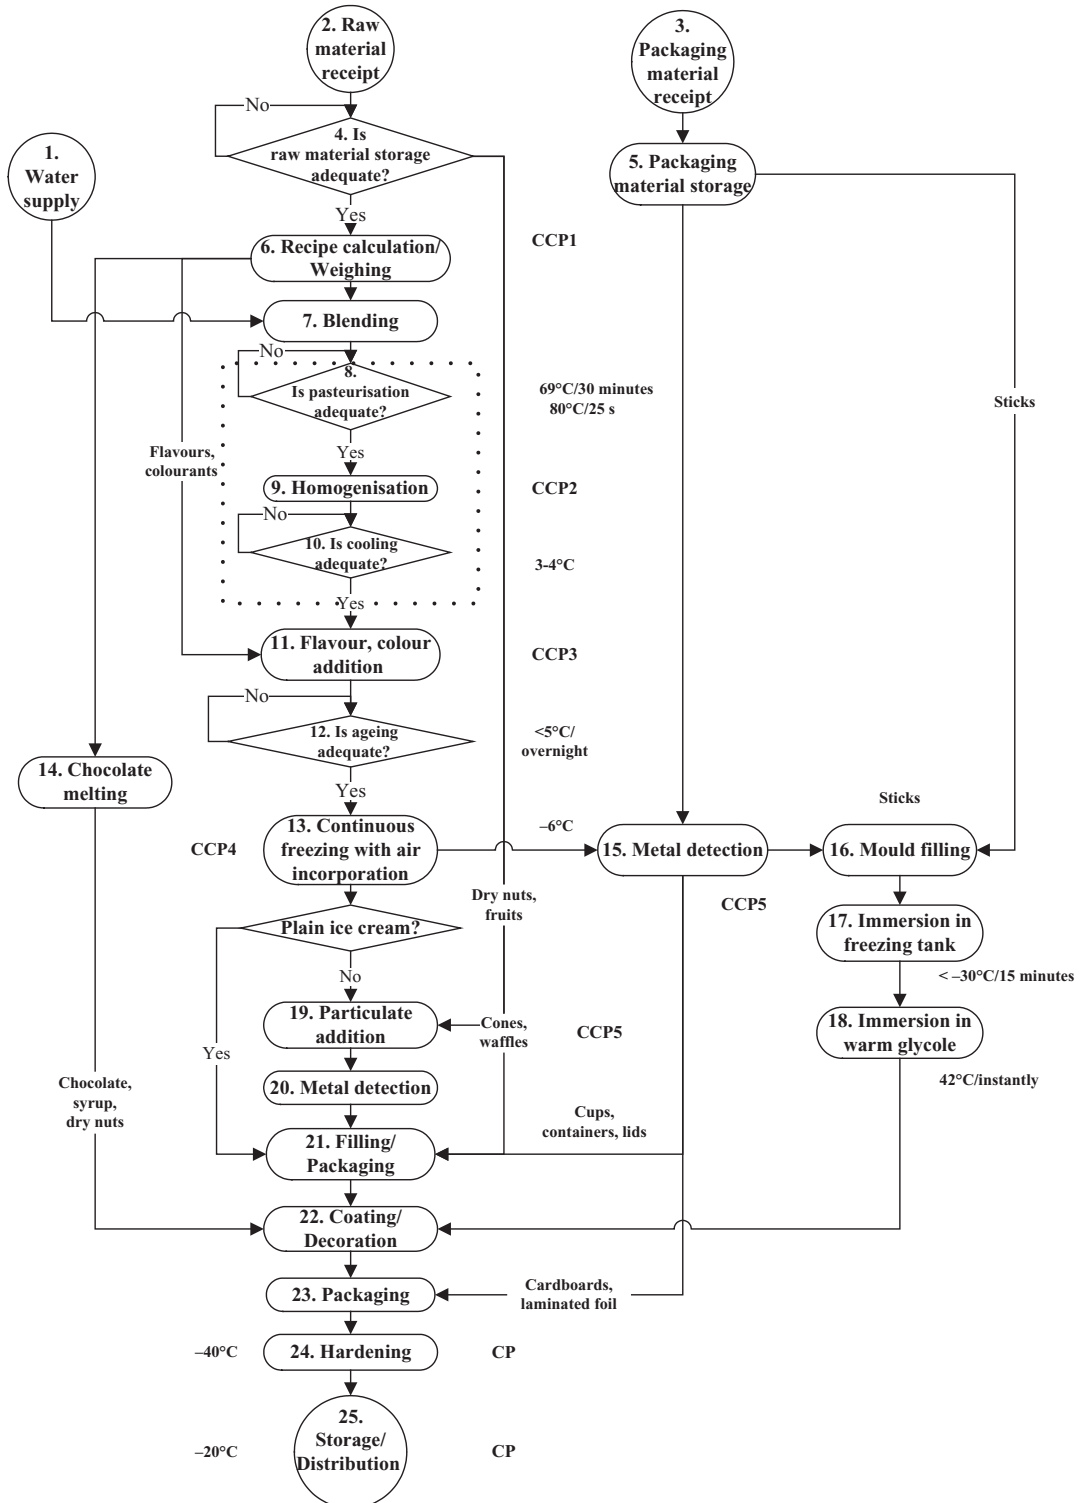 2. Raw
material
receipt
3.
Packaging
material
receipt
No
4. Is
raw material storage
adequate?
1.
Water
supply
5. Packaging
material storage
Yes
6. Recipe calculation/
Weighing
CCP1
7. Blending
No
8.
Is pasteurisation
adequate?
69°C/30 minutes
80°C/25 s
Sticks
Yes
Flavours,
colourants
9. Homogenisation
CCP2
No
10. Is cooling
adequate?
3-4°C
Yes
11. Flavour, colour
addition
CCP3
No
12. Is ageing
adequate?
<5°C/
overnight
14. Chocolate
melting
Yes
Sticks
13. Continuous
freezing with air
incorporation
CCP4
–6°C
15. Metal detection
16. Mould filling
Dry nuts,
fruits
CCP5
Plain ice cream?
17. Immersion in
freezing tank
No
< –30°C/15 minutes
19. Particulate
addition
Cones,
waffles
CCP5
18. Immersion in
warm glycole
Yes
42°C/instantly
Chocolate,
syrup,
dry nuts
20. Metal detection
Cups,
containers, lids
21. Filling/
Packaging
22. Coating/
Decoration
23. Packaging
Cardboards,
laminated foil
–40°C
24. Hardening
CP
25.
Storage/
Distribution
–20°C
CP